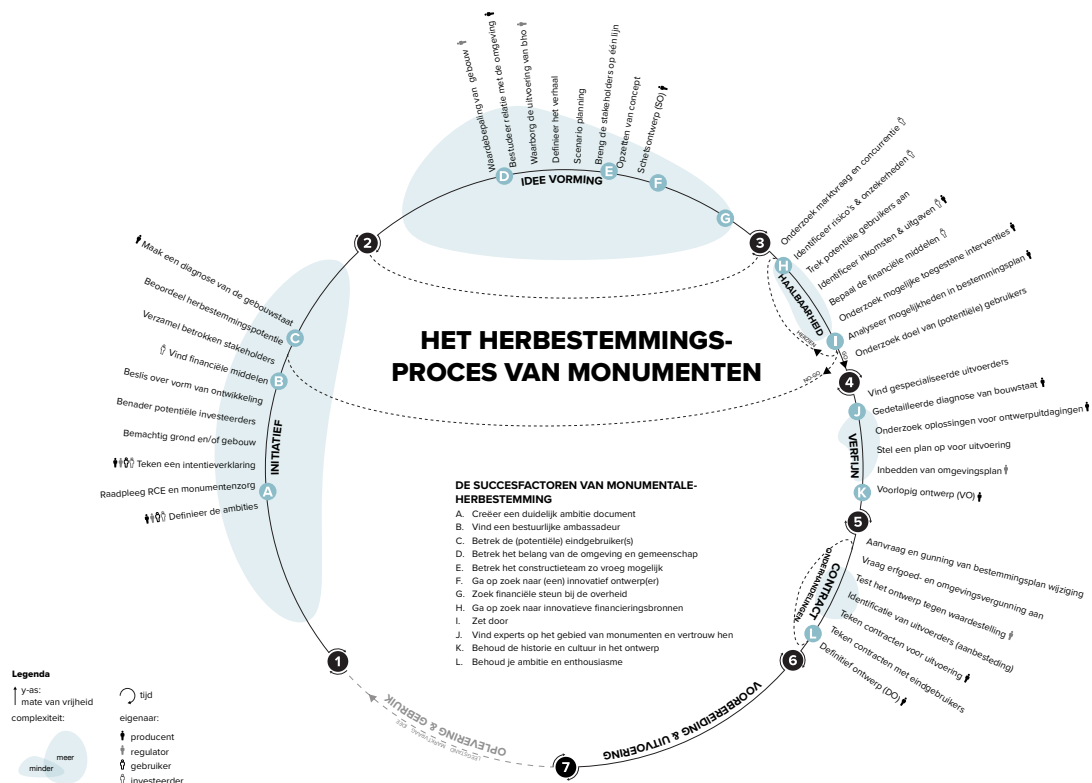 HET HERBESTEMMINGS-
PROCES VAN MONUMENTEN
1
INITIATIEF
Definieer de ambities
A
Raadpleeg RCE en monumentenzorg
Teken een intentieverklaring
Bemachtig grond en/of gebouw
Benader potentiële investeerders
Beslis over vorm van ontwikkeling
B
Vind financiële middelen
Verzamel betrokken stakeholders
C
Beoordeel herbestemmingspotentie
Maak een diagnose van de gebouwstaat
2
IDEE VORMING
D
Waardebepaling van gebouw
Bestudeer relatie met de omgeving
Waarborg de uitvoering van bho
Definieer het verhaal
Scenario planning
E
Breng de stakeholders op één lijn
Opzetten van concept
F
Schetsontwerp (SO)
G
3
HAALBAARHEID
H
Onderzoek marktvraag en concurrentie
Identificeer risico's & onzekerheden
Trek potentiële gebruikers aan
Identificeer inkomsten & uitgaven
Bepaal de financiële middelen
Onderzoek mogelijke toegestane interventies
Analyseer mogelijkheden in bestemmingsplan
I
Onderzoek doel van (potentiële) gebruikers
HERZIEN
GO
NO-GO
4
VERFIJN
Vind gespecialiseerde uitvoerders
J
Gedetailleerde diagnose van bouwstaat
Onderzoek oplossingen voor ontwerpuitdagingen
Stel een plan op voor uitvoering
Inbedden van omgevingsplan
K
Voorlopig ontwerp (VO)
5
CONTRACT
ONDERHANDELINGEN
Aanvraag en gunning van bestemmingsplan wijziging
Vraag erfgoed- en omgevingsvergunning aan
Test het ontwerp tegen waardestelling
Identificatie van uitvoerders (aanbesteding)
Teken contracten voor uitvoering
Teken contracten met eindgebruikers
L
Definitief ontwerp (DO)
6
VOORBEREIDING & UITVOERING
7
OPLEVERING & GEBRUIK
DE SUCCESFACTOREN VAN MONUMENTALE-
HERBESTEMMING
A. Creëer een duidelijk ambitie document
B. Vind een bestuurlijke ambassadeur
C. Betrek de (potentiële) eindgebruiker(s)
D. Betrek het belang van de omgeving en gemeenschap
E. Betrek het constructieteam zo vroeg mogelijk
F. Ga op zoek naar (een) innovatief ontwerp(er)
G. Zoek financiële steun bij de overheid
H. Ga op zoek naar innovatieve financieringsbronnen
I. Zet door
J. Vind experts op het gebied van monumenten en vertrouw hen
K. Behoud de historie en cultuur in het ontwerp
L. Behoud je ambitie en enthousiasme
Legenda
y-as:
mate van vrijheid
tijd
complexiteit:
meer
minder
eigenaar:
producent
regulator
gebruiker
investeerder